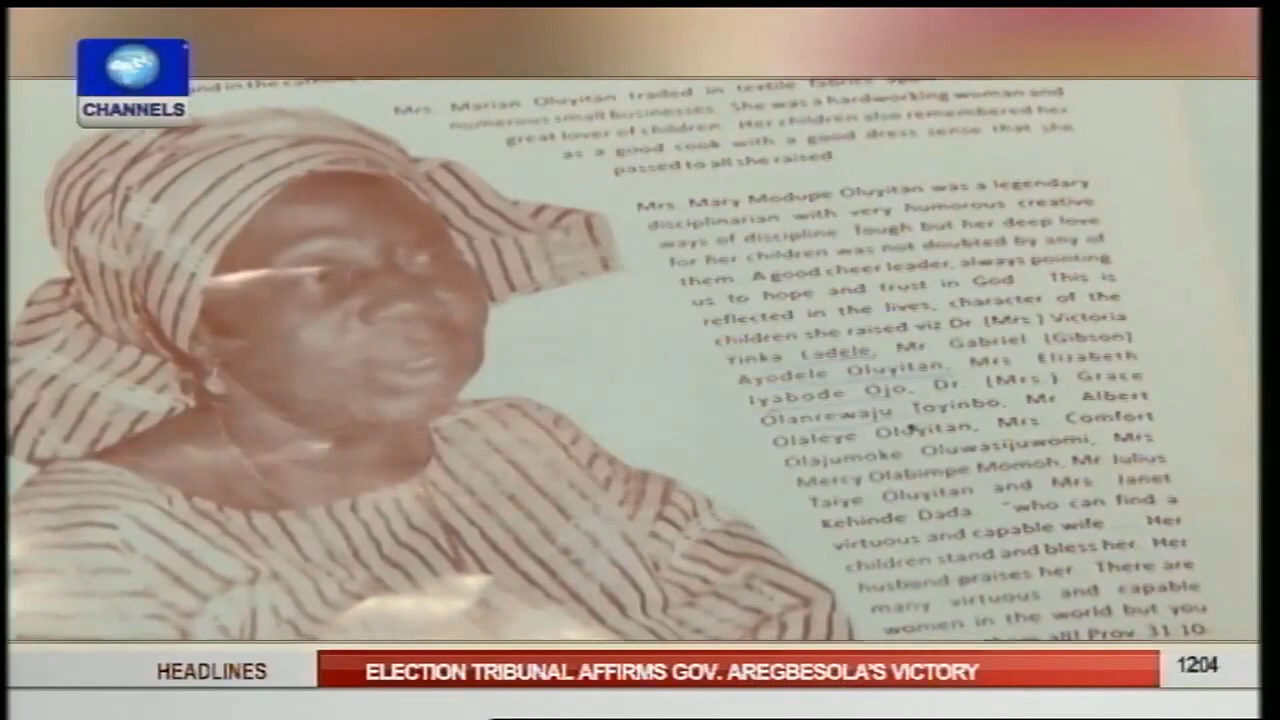 CHANNELS
and in the
Mrs. Marian Oluyitan traded in textile fabrics
numerous small businesses. She was a hardworking woman and
great lover of children. Her children also remembered her
as a good cook with a good dress sense that she
passed to all she raised.
Mrs. Mary Modupe Oluyitan was a legendary
disciplinarian with very humorous creative
ways of discipline. Tough but her deep love
for her children was not doubted by any of
them. A good cheer leader, always pointing
us to hope and trust in God. This is
reflected in the lives, character of the
children she raised viz Dr (Mrs.) Victoria
Yinka Ladele, Mr Gabriel (Gibson)
Ayodele Oluyitan, Mrs Elizabeth
Iyabode Ojo, Dr (Mrs.) Grace
Olanrewaju Toyinbo, Mr Albert
Olaleye Oluyitan, Mrs Comfort
Olajumoke Oluwasijuwomi, Mrs
Mercy Olabimpe Momoh, Mr Julius
Taiye Oluyitan and Mrs Janet
Kehinde Dada. "who can find a
virtuous and capable wife Her
children stand and bless her. Her
husband praises her. There are
many virtuous and capable
women in the world but you
them all! Prov. 31 10
HEADLINES
ELECTION TRIBUNAL AFFIRMS GOV. AREGBESOLA'S VICTORY
12:04